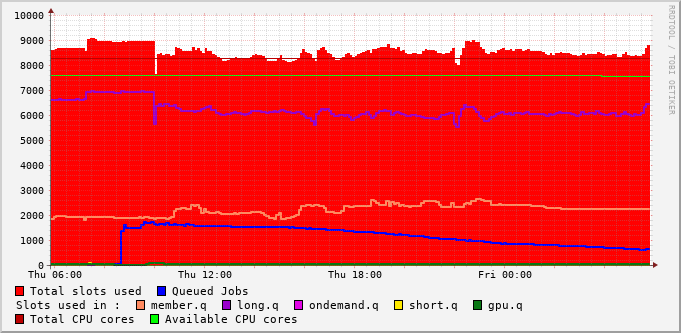 RRDTOOL / TOBI OETIKER
10000
9000
8000
7000
6000
5000
4000
3000
2000
1000
0
Thu 06:00 Thu 12:00 Thu 18:00 Fri 00:00
Total slots used Queued Jobs
Slots used in : member.q long.q ondemand.q short.q gpu.q
Total CPU cores Available CPU cores